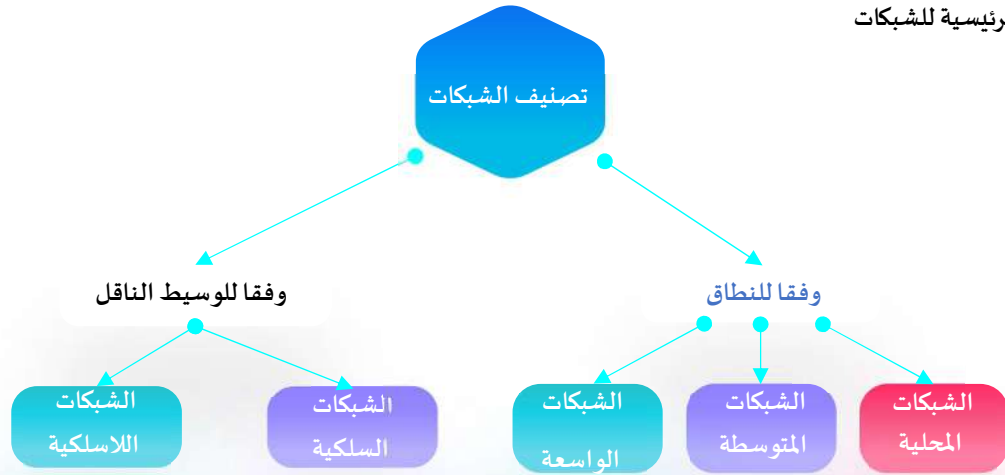 رئيسية للشبكات
تصنيف الشبكات
وفقا للنطاق
وفقا للوسيط الناقل
الشبكات
المحلية
الشبكات
المتوسطة
الشبكات
الواسعة
الشبكات
السلكية
الشبكات
اللاسلكية